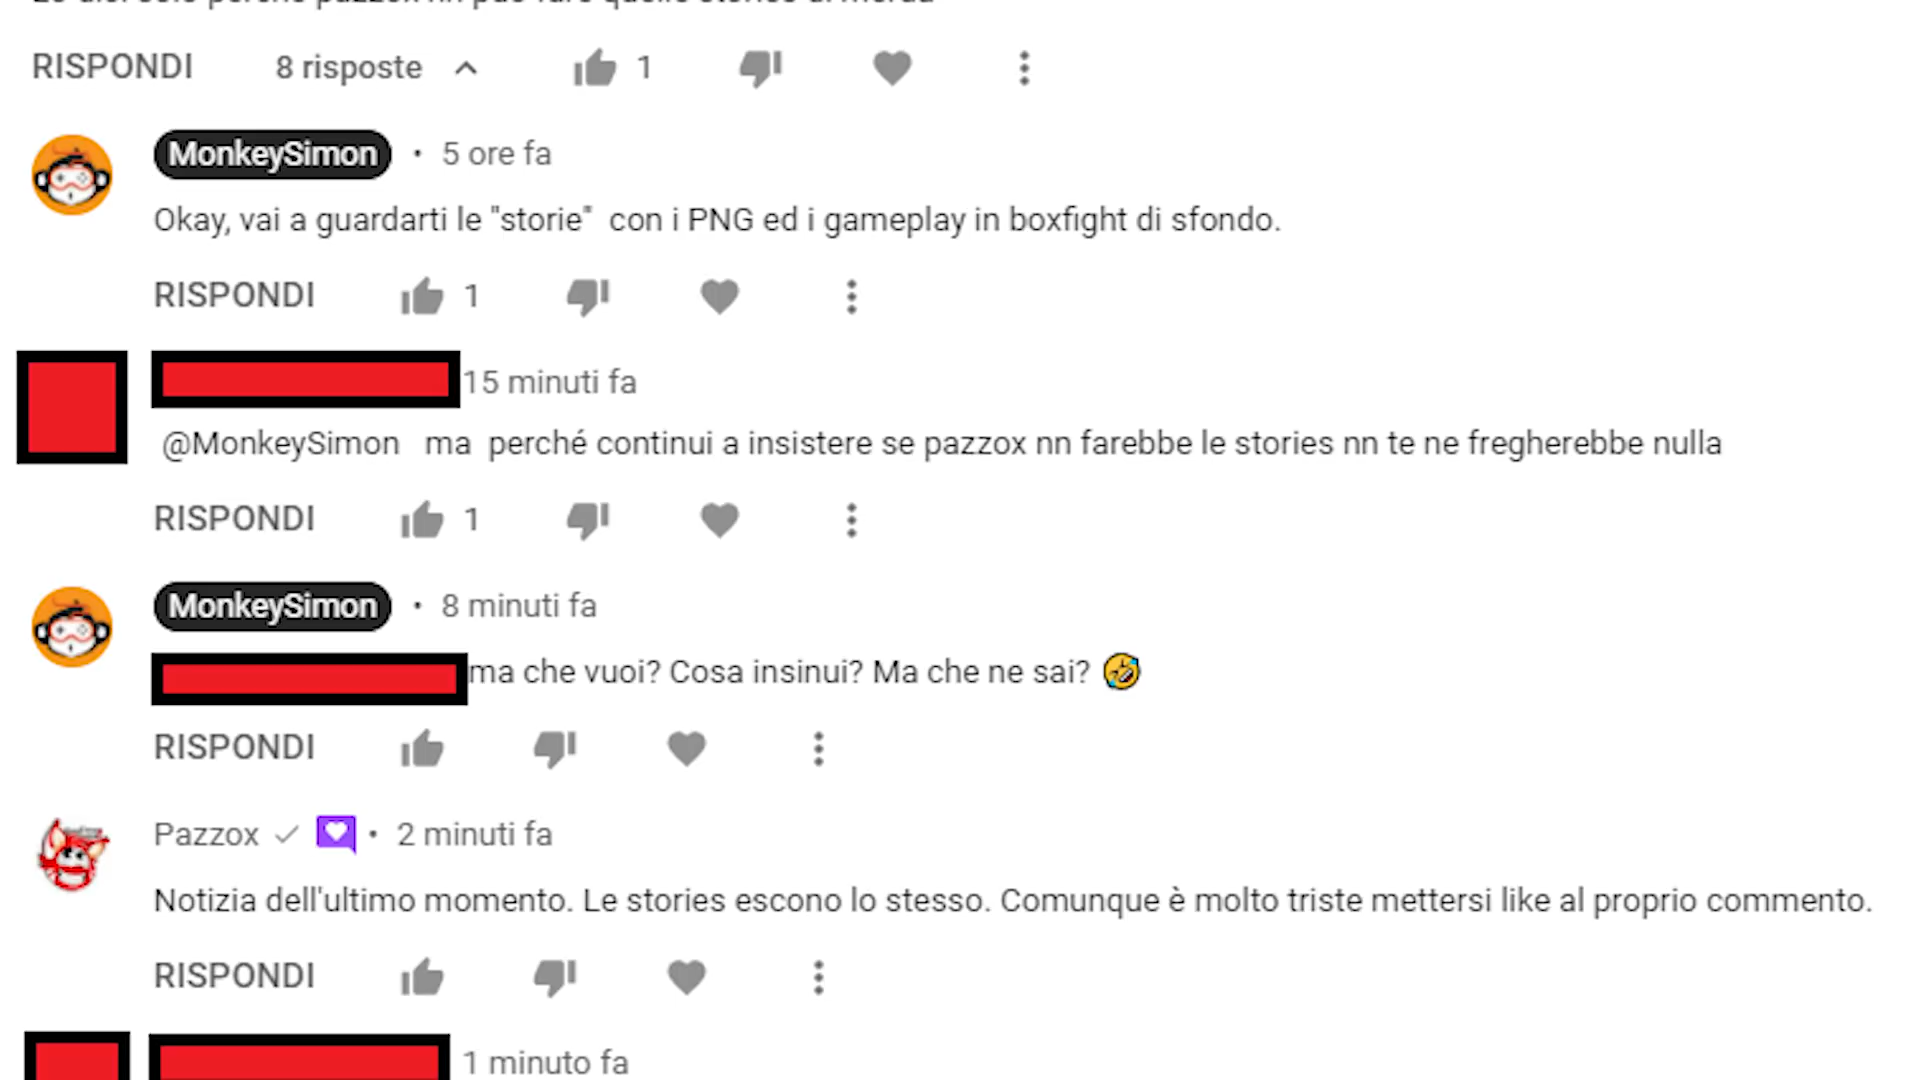 RISPONDI 8 risposte 1
MonkeySimon • 5 ore fa
Okay, vai a guardarti le "storie" con i PNG ed i gameplay in boxfight di sfondo.
RISPONDI 1
15 minuti fa
@MonkeySimon ma perché continui a insistere se pazzox nn farebbe le stories nn te ne fregherebbe nulla
RISPONDI 1
MonkeySimon • 8 minuti fa
ma che vuoi? Cosa insinui? Ma che ne sai? 🤣
RISPONDI
Pazzox • 2 minuti fa
Notizia dell'ultimo momento. Le stories escono lo stesso. Comunque è molto triste mettersi like al proprio commento.
RISPONDI
1 minuto fa